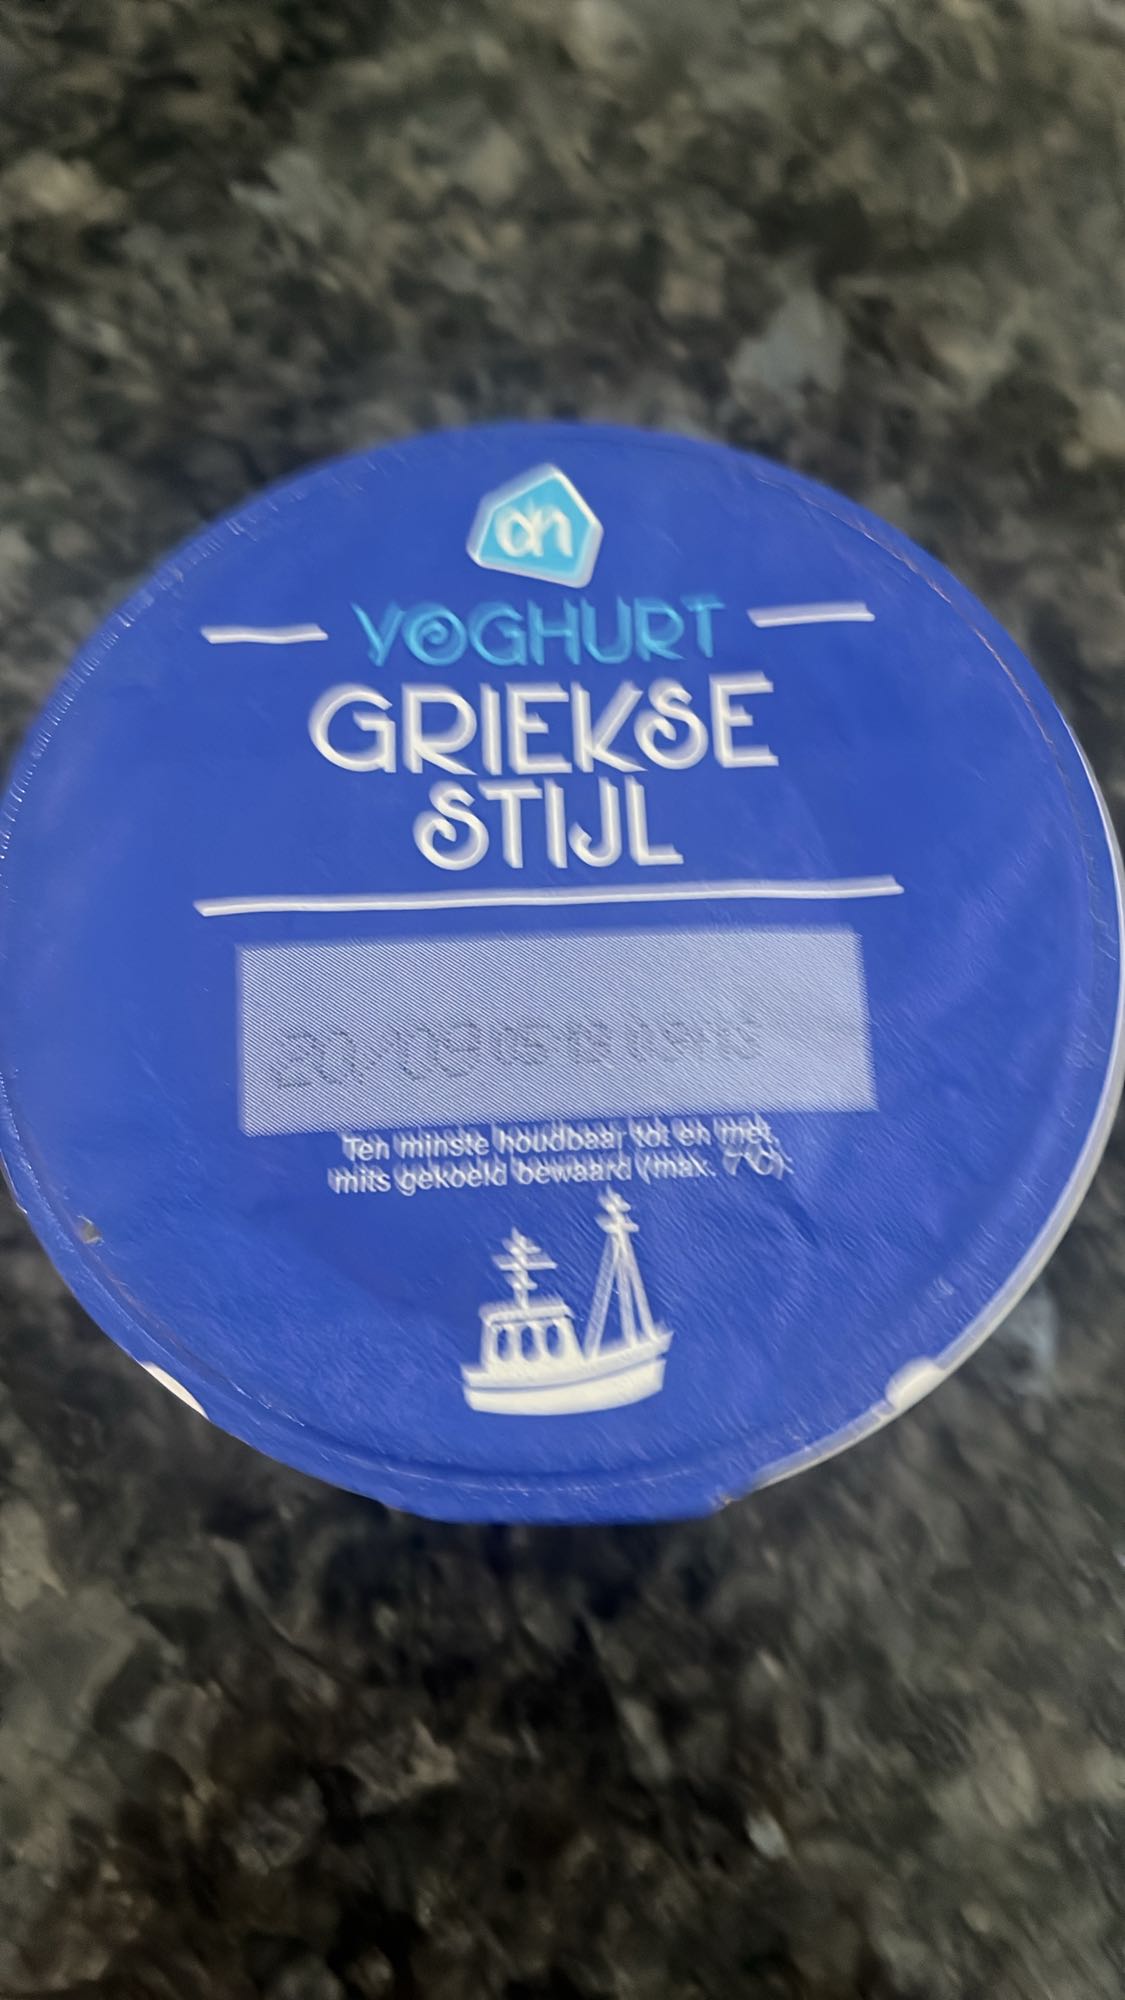 ah
YOGHURT
GRIEKSE
STIJL
Ten minste houdbaar tot en met,
mits gekoeld bewaard (max. 7°C):